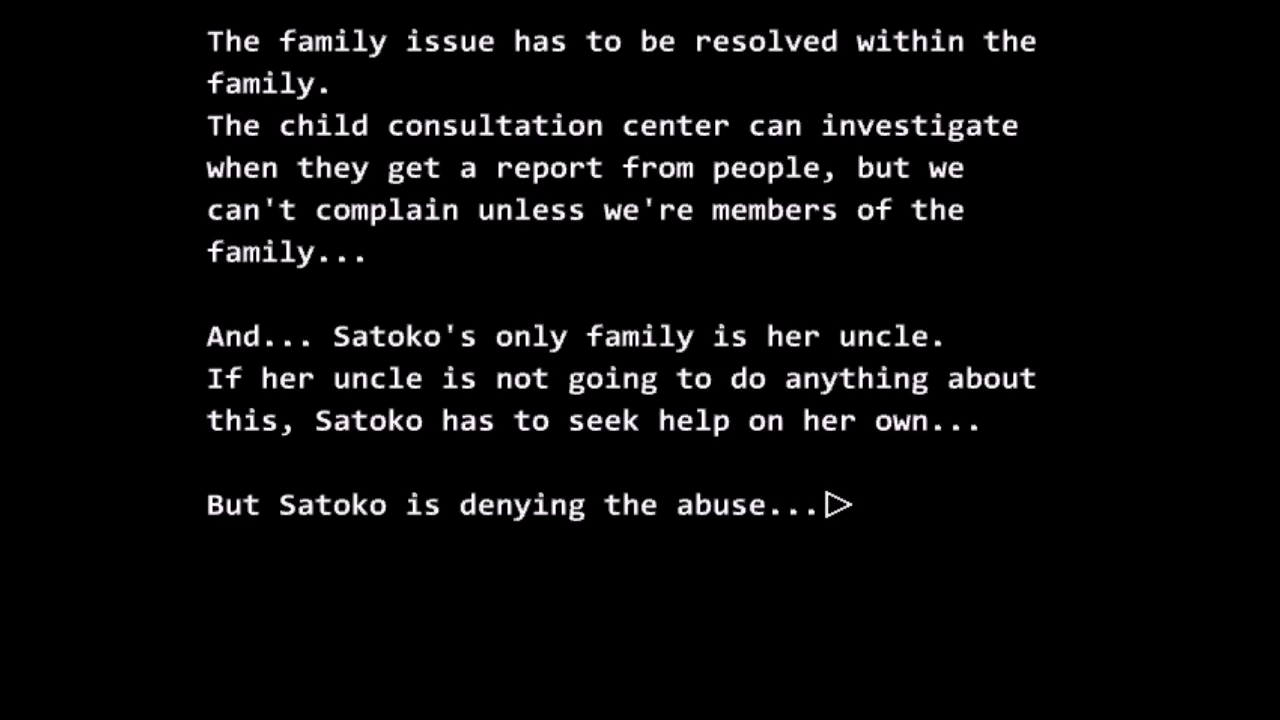 The family issue has to be resolved within the
family.
The child consultation center can investigate
when they get a report from people, but we
can't complain unless we're members of the
family...
And... Satoko's only family is her uncle.
If her uncle is not going to do anything about
this, Satoko has to seek help on her own...
But Satoko is denying the abuse...